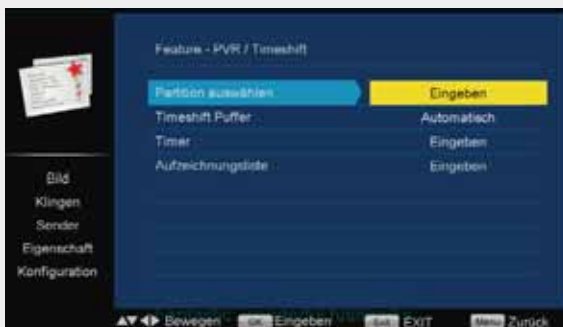 Feature - PVR / Timeshift
Partition auswählen Eingeben
Timeshift Puffer Automatisch
Timer Eingeben
Aufzeichnungsliste Eingeben
Bild
Klingen
Sender
Eigenschaft
Konfiguration
Bewegen OK Eingeben Exit EXIT Menu Zurück